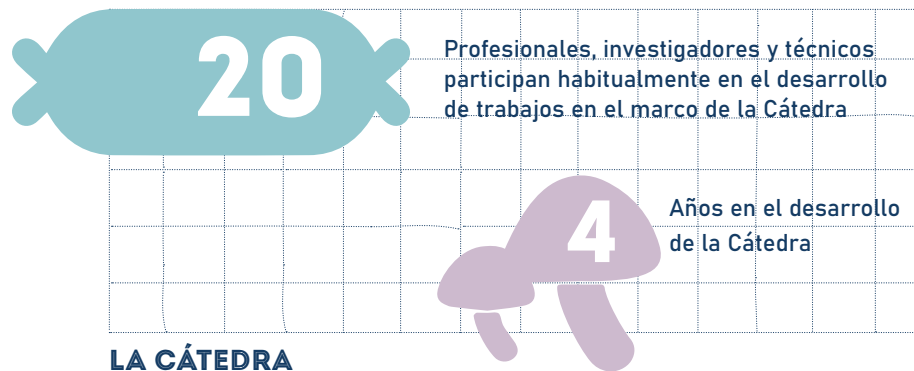 20
Profesionales, investigadores y técnicos
participan habitualmente en el desarrollo
de trabajos en el marco de la Cátedra
4
Años en el desarrollo
de la Cátedra
LA CÁTEDRA